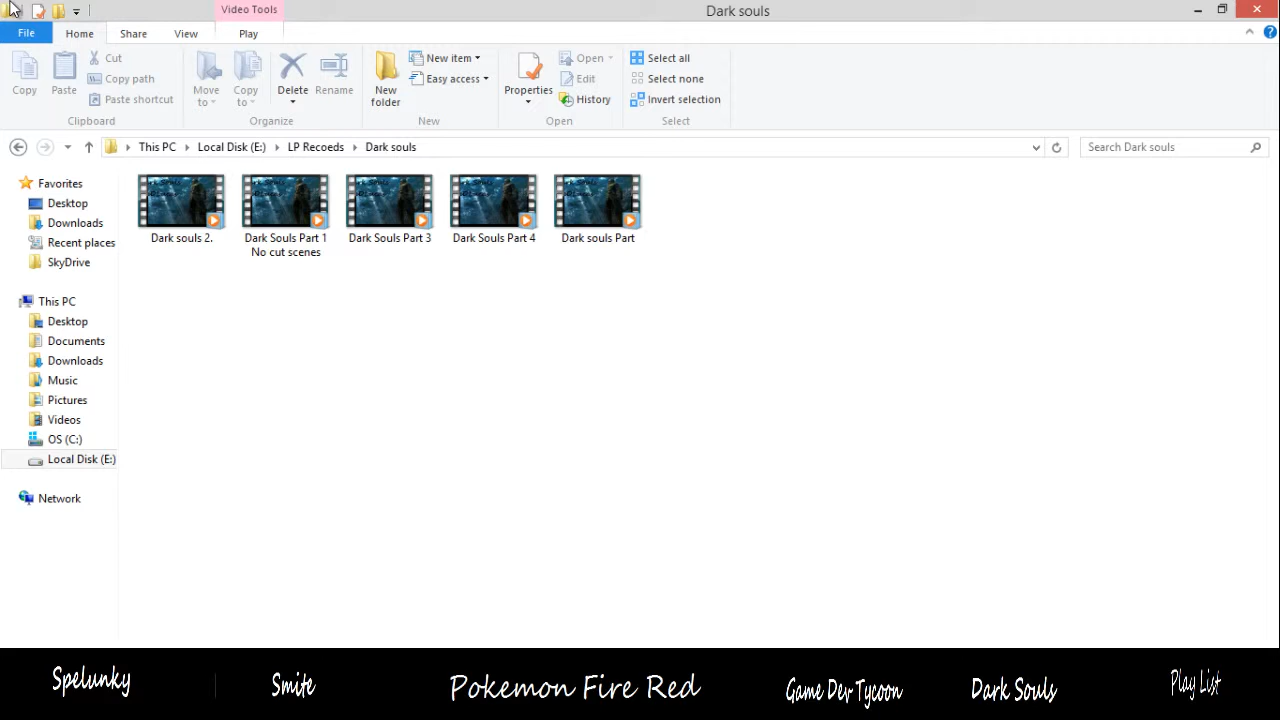 Video Tools
Dark souls
File
Home
Share
View
Play
Copy
Paste
Cut
Copy path
Paste shortcut
Clipboard
Move to
Copy to
Delete
Rename
Organize
New folder
New item
Easy access
New
Properties
Open
Edit
History
Open
Select all
Select none
Invert selection
Select
This PC
Local Disk (E:)
LP Recoeds
Dark souls
Search Dark souls
Favorites
Desktop
Downloads
Recent places
SkyDrive
This PC
Desktop
Documents
Downloads
Music
Pictures
Videos
OS (C:)
Local Disk (E:)
Network
Dark souls 2.
Dark Souls Part 1
No cut scenes
Dark Souls Part 3
Dark Souls Part 4
Dark souls Part
Spelunky
Smite
Pokemon Fire Red
Game Dev Tycoon
Dark Souls
Play List